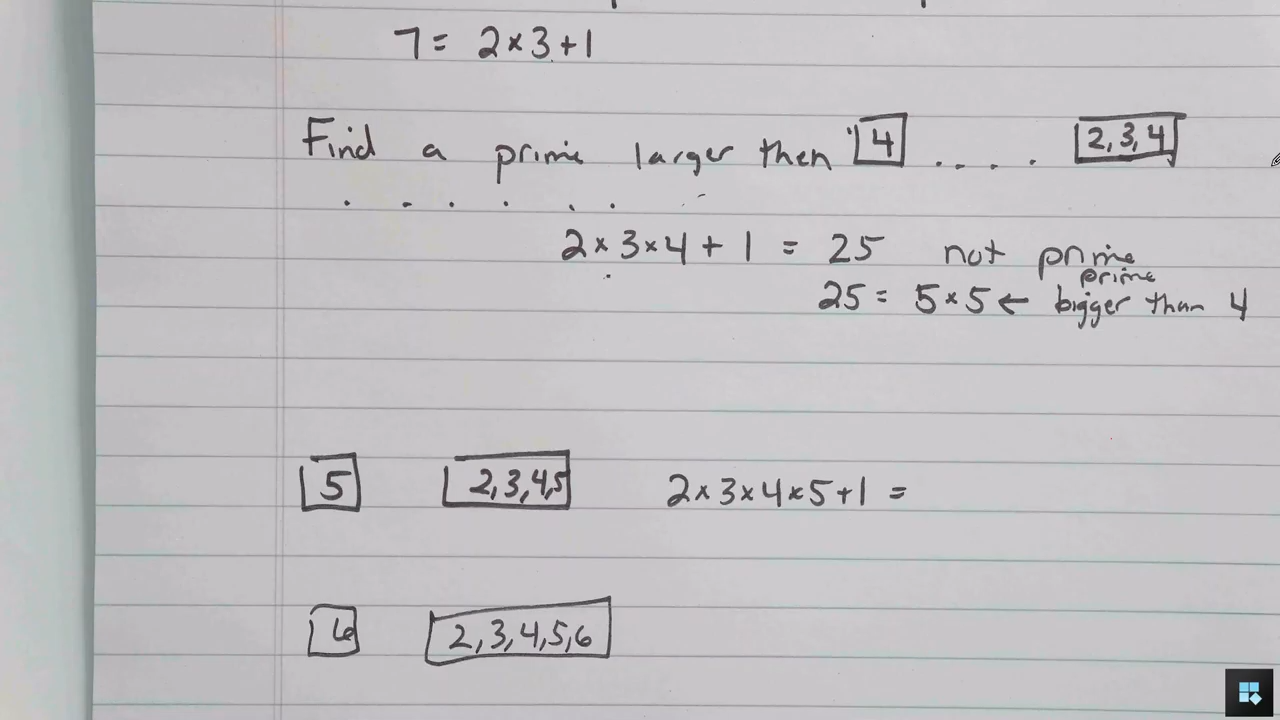 7 = 2×3+1
Find a prime larger then 4 .... 2,3,4
. . . . . .
2×3×4+1 = 25 not prime
prime
25 = 5×5 ← bigger than 4
5 2,3,4,5 2×3×4×5+1 =
6 2,3,4,5,6